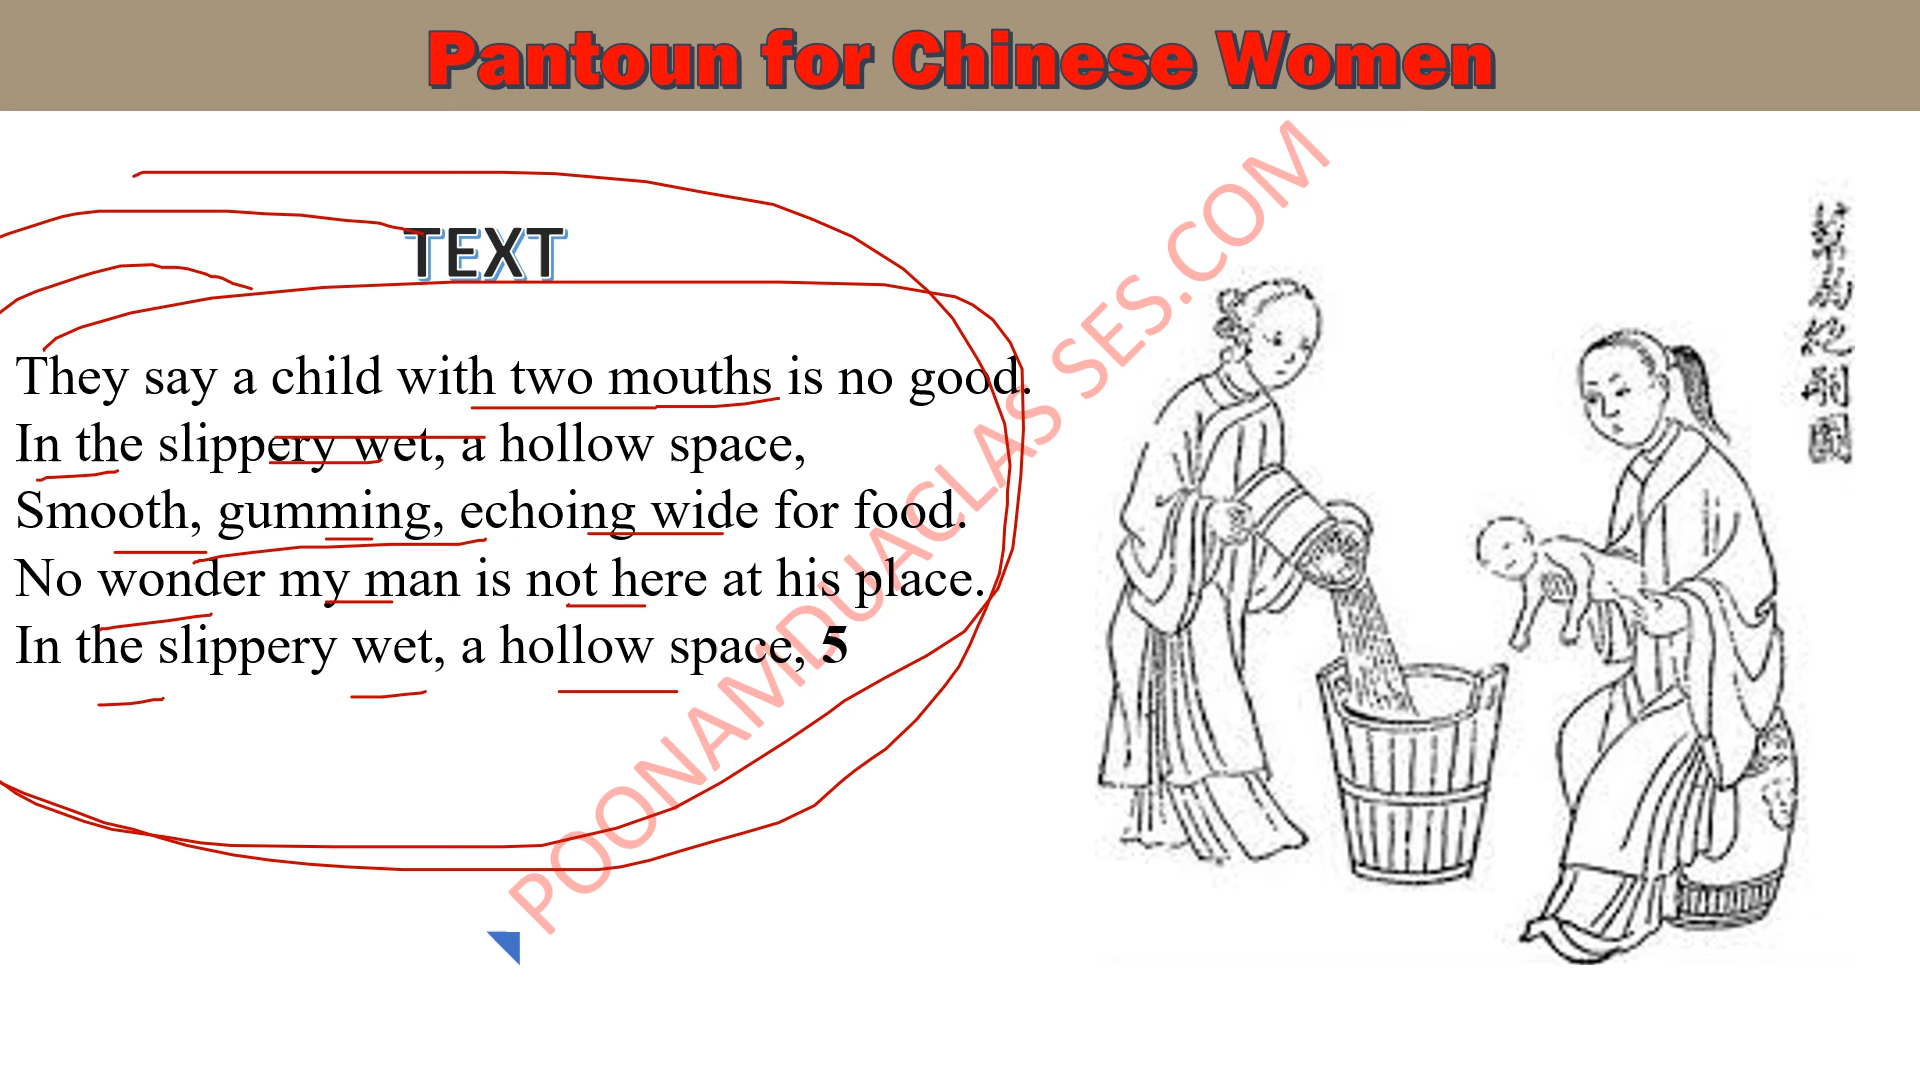 Pantoun for Chinese Women
TEXT
They say a child with two mouths is no good.
In the slippery wet, a hollow space,
Smooth, gumming, echoing wide for food.
No wonder my man is not here at his place.
In the slippery wet, a hollow space, 5
POONAMDUACLAS SES.COM